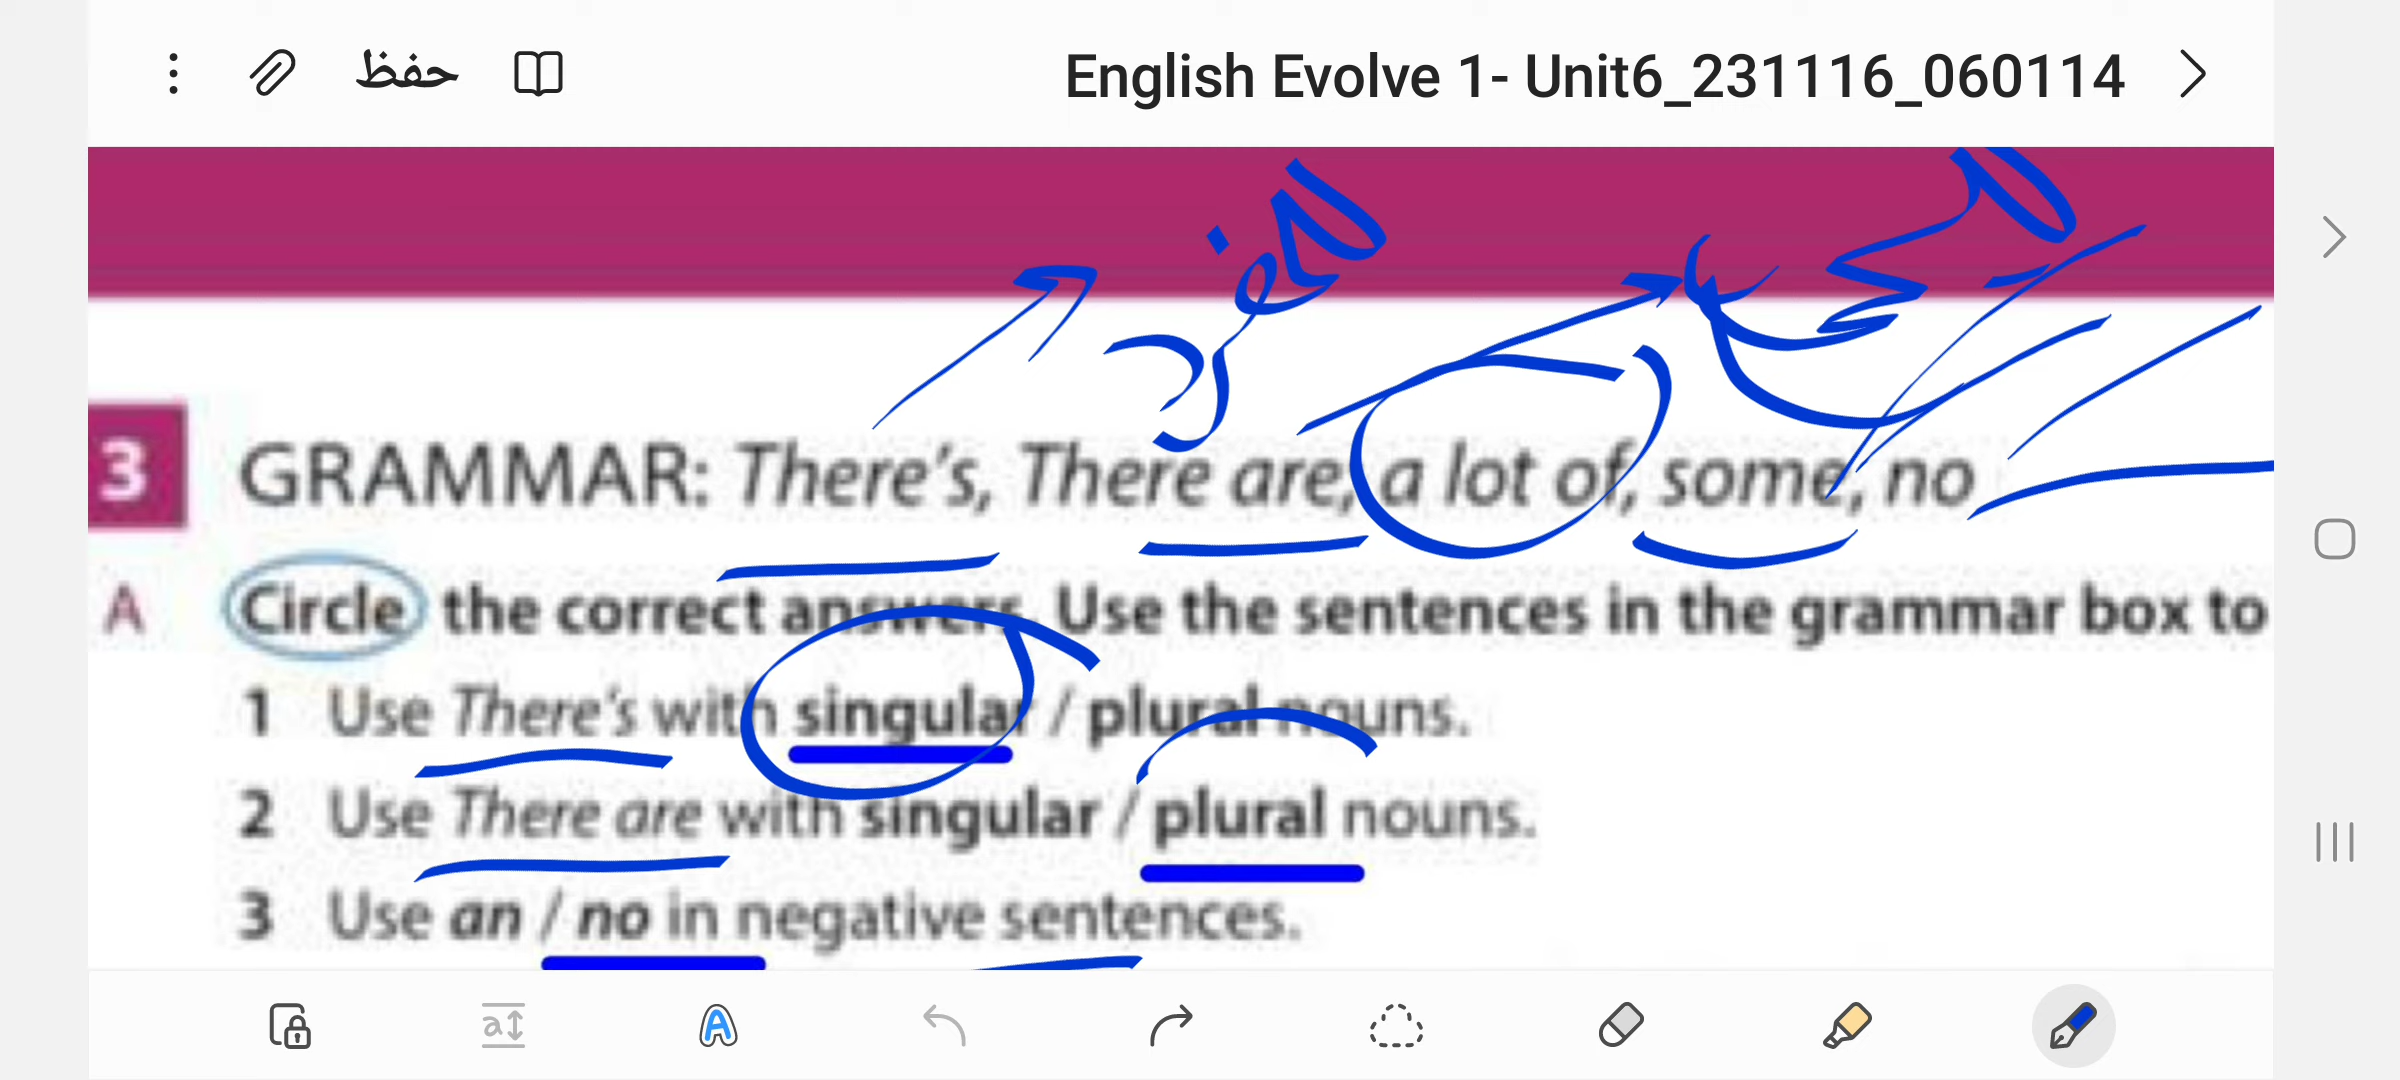 حفظ English Evolve 1- Unit6_231116_060114
3 GRAMMAR: There's, There are, a lot of, some, no
A Circle the correct answers. Use the sentences in the grammar box to
1 Use There's with singular / plural nouns.
2 Use There are with singular / plural nouns.
3 Use an / no in negative sentences.